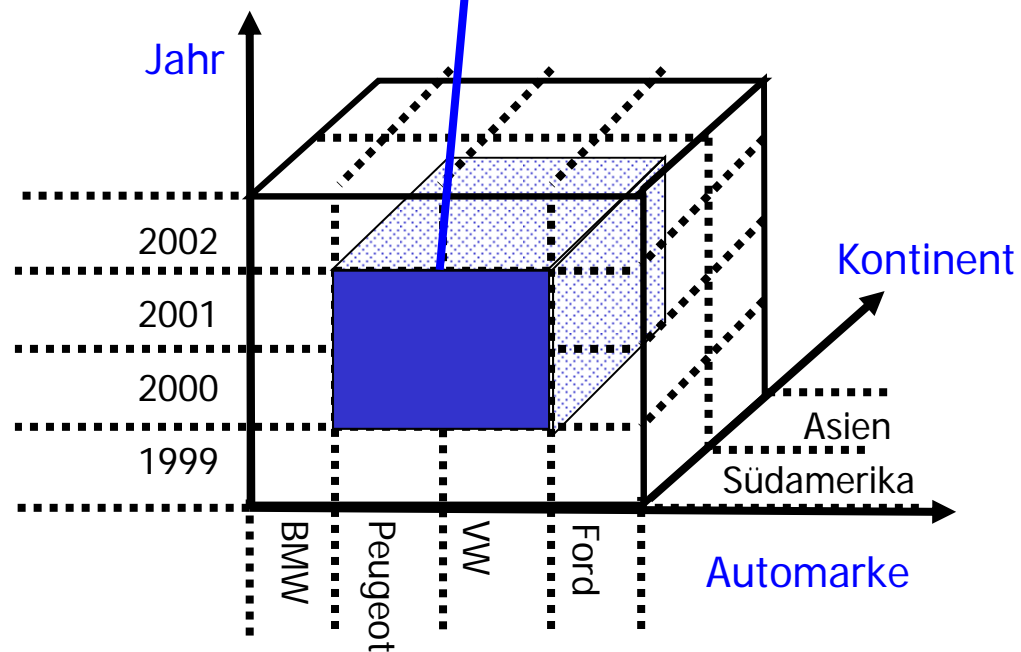 Jahr
2002
2001
2000
1999
Kontinent
Asien
Südamerika
BMW
Peugeot
VW
Ford
Automarke